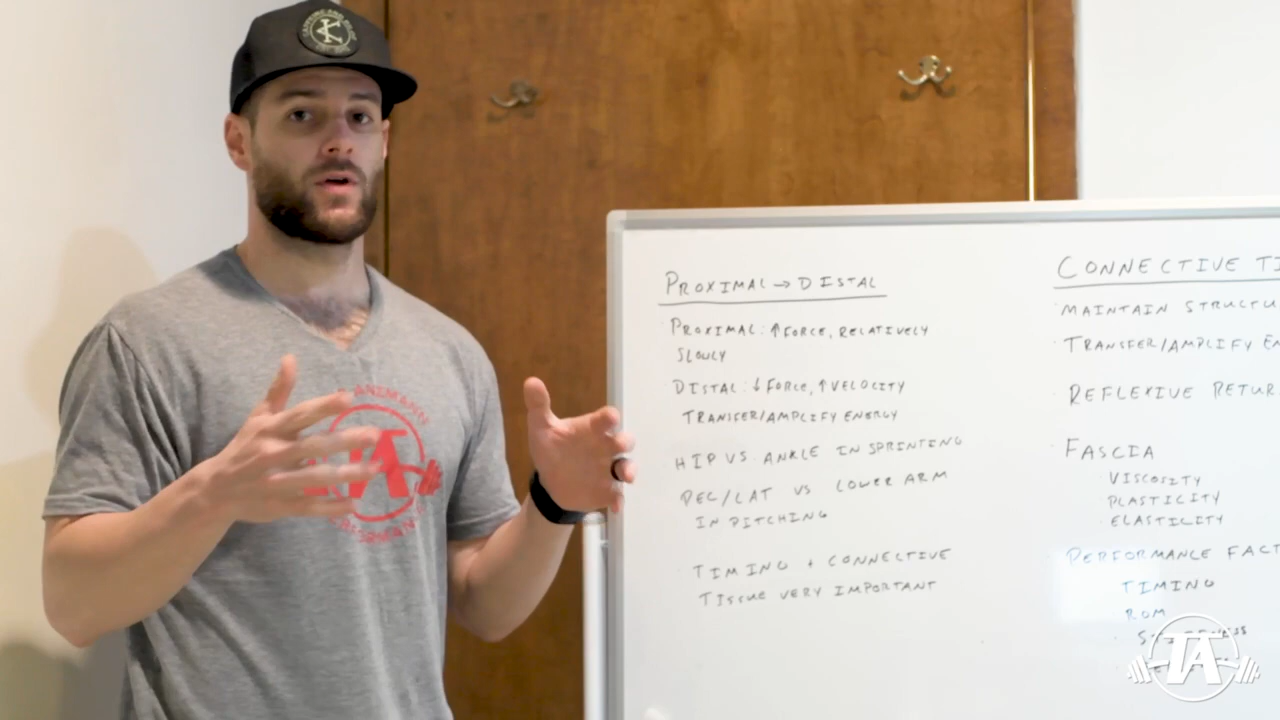 PROXIMAL → DISTAL
PROXIMAL: ↑ FORCE, RELATIVELY
SLOWLY
DISTAL: ↓ FORCE, ↑ VELOCITY
TRANSFER/AMPLIFY ENERGY
HIP VS. ANKLE IN SPRINTING
PEC/LAT VS LOWER ARM
IN PITCHING
TIMING + CONNECTIVE
TISSUE VERY IMPORTANT
CONNECTIVE TI
MAINTAIN STRUCTU
TRANSFER/AMPLIFY EN
REFLEXIVE RETUR
FASCIA
VISCOSITY
PLASTICITY
ELASTICITY
PERFORMANCE FACT
TIMING
ROM
TA
TA